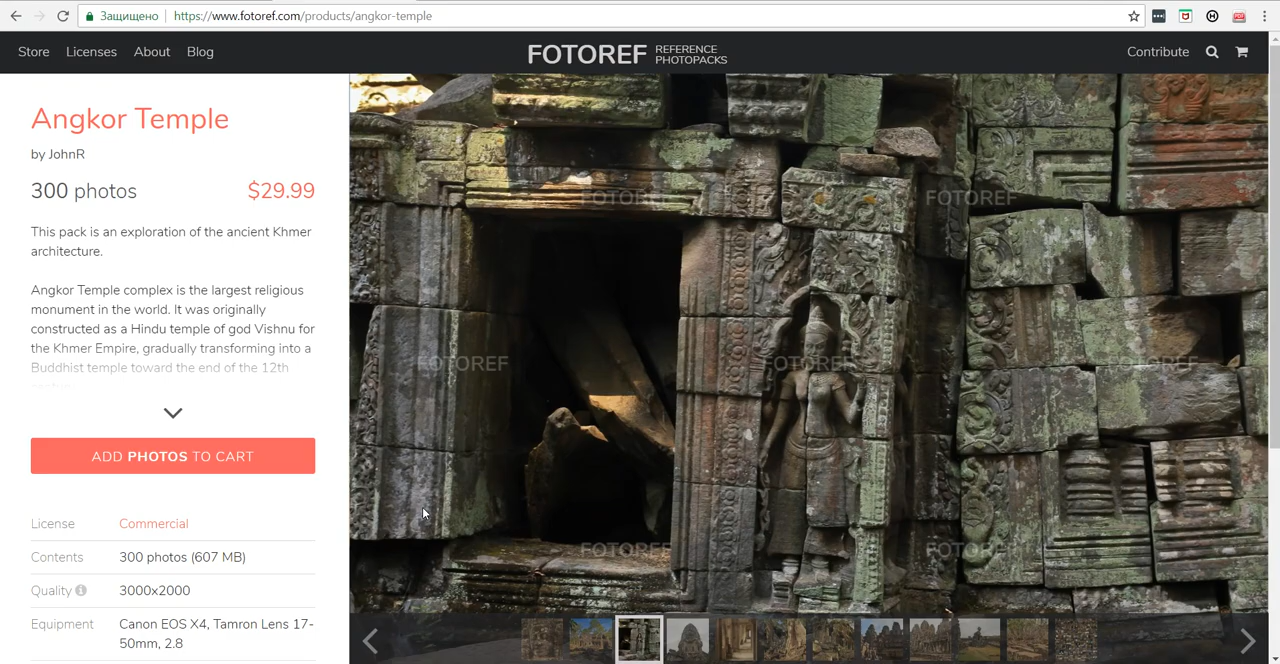 Защищено
https://www.fotoref.com/products/angkor-temple
Store Licenses About Blog
FOTOREF REFERENCE PHOTOPACKS
Contribute
Angkor Temple
by JohnR
300 photos $29.99
This pack is an exploration of the ancient Khmer
architecture.
Angkor Temple complex is the largest religious
monument in the world. It was originally
constructed as a Hindu temple of god Vishnu for
the Khmer Empire, gradually transforming into a
Buddhist temple toward the end of the 12th
ADD PHOTOS TO CART
License Commercial
Contents 300 photos (607 MB)
Quality 3000x2000
Equipment Canon EOS X4, Tamron Lens 17-
50mm, 2.8
FOTOREF FOTOREF
FOTOREF FOTOREF FOTOREF
FOTOREF FOTOREF